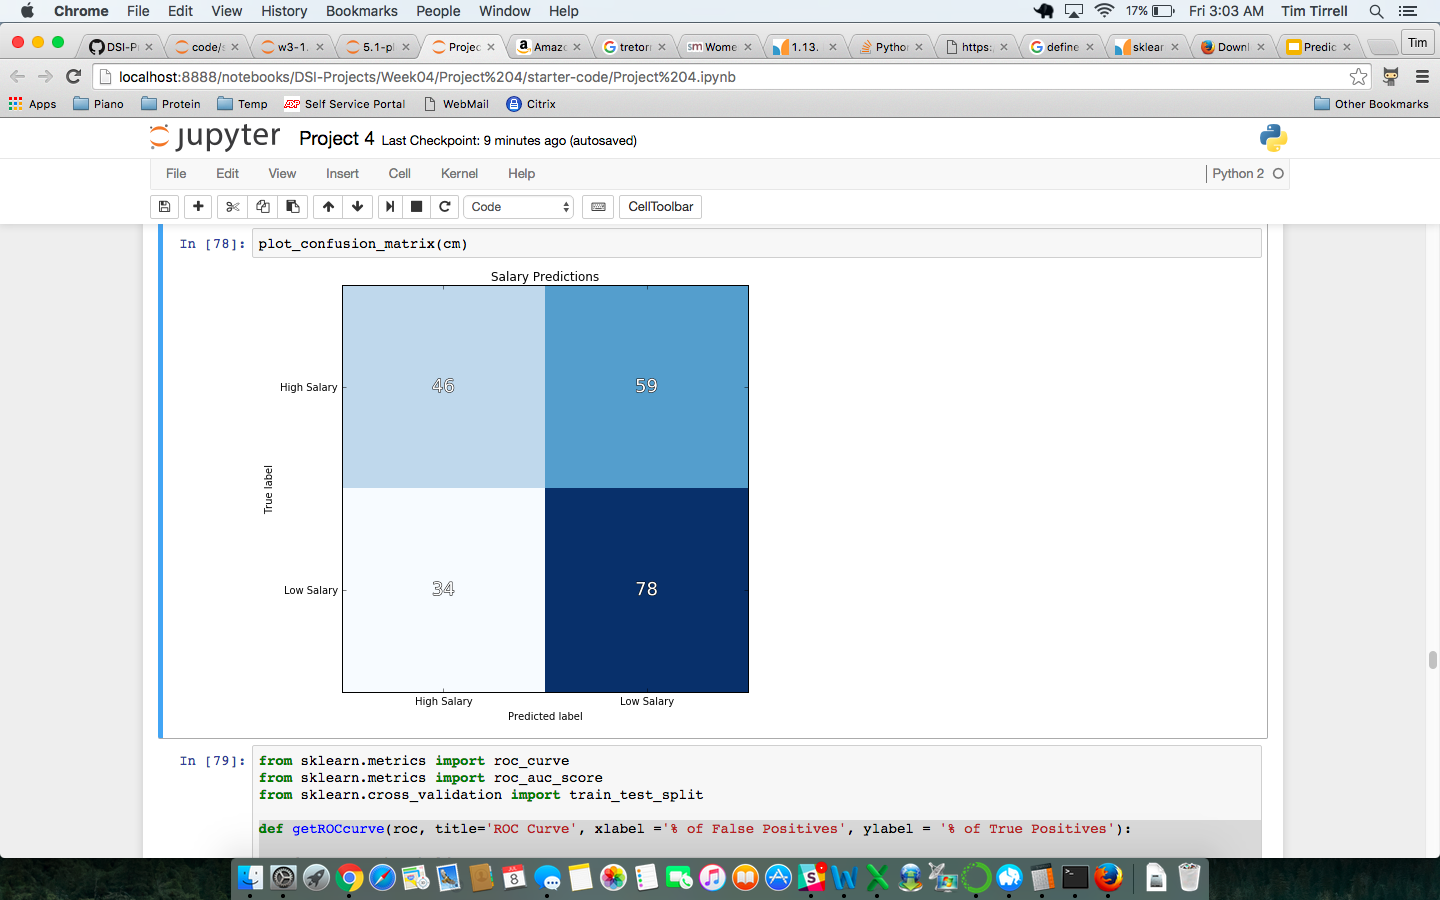 Chrome File Edit View History Bookmarks People Window Help 17% Fri 3:03 AM Tim Tirrell
DSI-P code/ w3-1. 5.1-pl Projec Amaz tretorr Wome 1.13. Pythor https: define sklear Downl Predic Tim
localhost:8888/notebooks/DSI-Projects/Week04/Project%204/starter-code/Project%204.ipynb
Apps Piano Protein Temp ADP Self Service Portal WebMail Citrix Other Bookmarks
jupyter Project 4 Last Checkpoint: 9 minutes ago (autosaved)
File Edit View Insert Cell Kernel Help Python 2
Code CellToolbar
In [78]: plot_confusion_matrix(cm)
Salary Predictions
High Salary 46 59
True label
Low Salary 34 78
High Salary Low Salary
Predicted label
In [79]: from sklearn.metrics import roc_curve
from sklearn.metrics import roc_auc_score
from sklearn.cross_validation import train_test_split
def getROCcurve(roc, title='ROC Curve', xlabel ='% of False Positives', ylabel = '% of True Positives'):